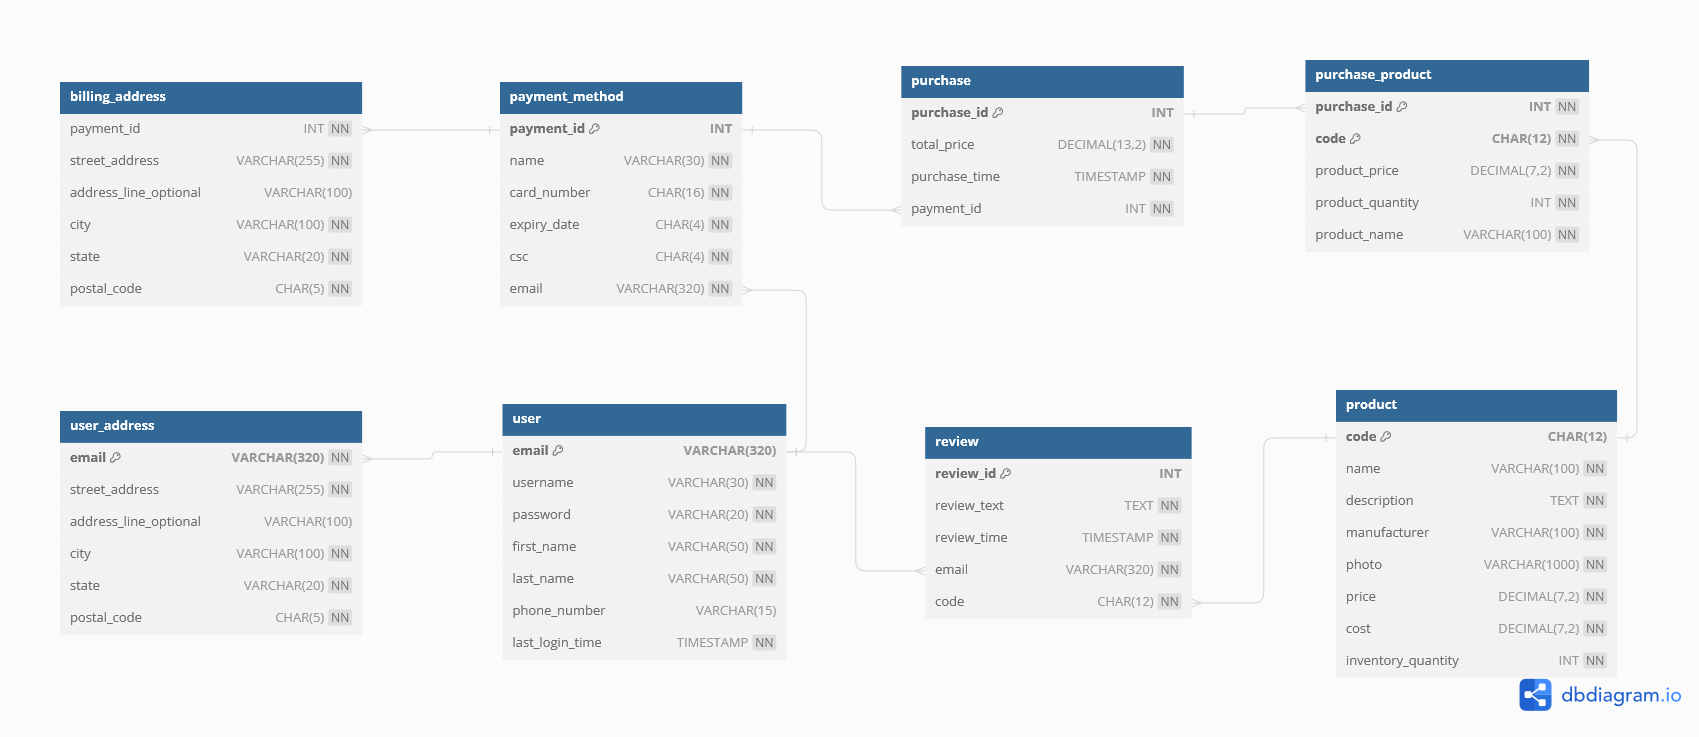 billing_address
payment_id INT NN
street_address VARCHAR(255) NN
address_line_optional VARCHAR(100)
city VARCHAR(100) NN
state VARCHAR(20) NN
postal_code CHAR(5) NN
payment_method
payment_id INT
name VARCHAR(30) NN
card_number CHAR(16) NN
expiry_date CHAR(4) NN
csc CHAR(4) NN
email VARCHAR(320) NN
purchase
purchase_id INT
total_price DECIMAL(13,2) NN
purchase_time TIMESTAMP NN
payment_id INT NN
purchase_product
purchase_id INT NN
code CHAR(12) NN
product_price DECIMAL(7,2) NN
product_quantity INT NN
product_name VARCHAR(100) NN
user_address
email VARCHAR(320) NN
street_address VARCHAR(255) NN
address_line_optional VARCHAR(100)
city VARCHAR(100) NN
state VARCHAR(20) NN
postal_code CHAR(5) NN
user
email VARCHAR(320)
username VARCHAR(30) NN
password VARCHAR(20) NN
first_name VARCHAR(50) NN
last_name VARCHAR(50) NN
phone_number VARCHAR(15)
last_login_time TIMESTAMP NN
review
review_id INT
review_text TEXT NN
review_time TIMESTAMP NN
email VARCHAR(320) NN
code CHAR(12) NN
product
code CHAR(12)
name VARCHAR(100) NN
description TEXT NN
manufacturer VARCHAR(100) NN
photo VARCHAR(1000) NN
price DECIMAL(7,2) NN
cost DECIMAL(7,2) NN
inventory_quantity INT NN
dbdiagram.io